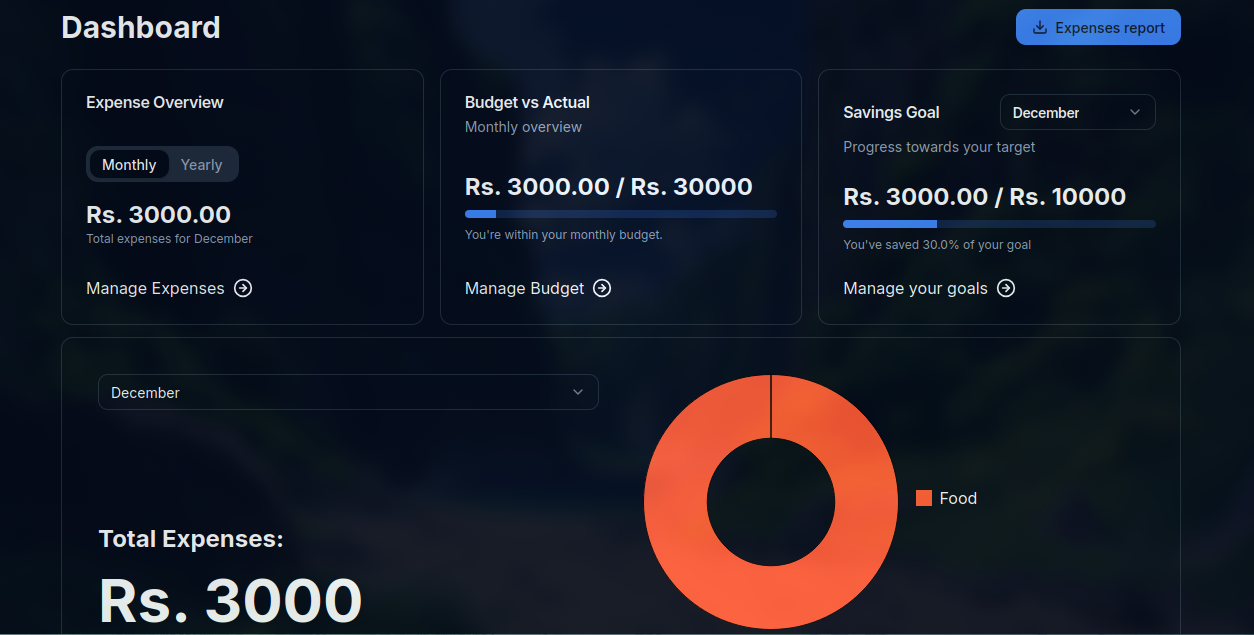 Dashboard
Expenses report
Expense Overview
Monthly Yearly
Rs. 3000.00
Total expenses for December
Manage Expenses
Budget vs Actual
Monthly overview
Rs. 3000.00 / Rs. 30000
You're within your monthly budget.
Manage Budget
Savings Goal
December
Progress towards your target
Rs. 3000.00 / Rs. 10000
You've saved 30.0% of your goal
Manage your goals
December
Total Expenses:
Rs. 3000
Food